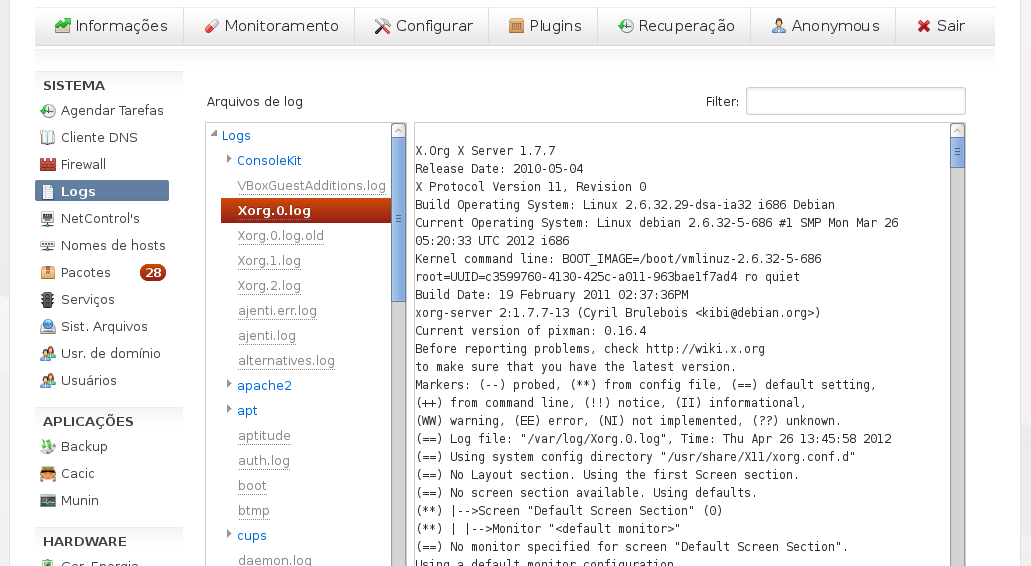 Informações Monitoramento Configurar Plugins Recuperação Anonymous Sair
SISTEMA
Agendar Tarefas
Cliente DNS
Firewall
Logs
NetControl's
Nomes de hosts
Pacotes 28
Serviços
Sist. Arquivos
Usr. de domínio
Usuários
APLICAÇÕES
Backup
Cacic
Munin
HARDWARE
Ger. Energia
Arquivos de log
Filter:
Logs
ConsoleKit
VBoxGuestAdditions.log
Xorg.0.log
Xorg.0.log.old
Xorg.1.log
Xorg.2.log
ajenti.err.log
ajenti.log
alternatives.log
apache2
apt
aptitude
auth.log
boot
btmp
cups
daemon.log
X.Org X Server 1.7.7
Release Date: 2010-05-04
X Protocol Version 11, Revision 0
Build Operating System: Linux 2.6.32.29-dsa-ia32 i686 Debian
Current Operating System: Linux debian 2.6.32-5-686 #1 SMP Mon Mar 26
05:20:33 UTC 2012 i686
Kernel command line: BOOT_IMAGE=/boot/vmlinuz-2.6.32-5-686
root=UUID=c3599760-4130-425c-a011-963bae1f7ad4 ro quiet
Build Date: 19 February 2011 02:37:36PM
xorg-server 2:1.7.7-13 (Cyril Brulebois <kibi@debian.org>)
Current version of pixman: 0.16.4
Before reporting problems, check http://wiki.x.org
to make sure that you have the latest version.
Markers: (--) probed, (**) from config file, (==) default setting,
(++) from command line, (!!) notice, (II) informational,
(WW) warning, (EE) error, (NI) not implemented, (??) unknown.
(==) Log file: "/var/log/Xorg.0.log", Time: Thu Apr 26 13:45:58 2012
(==) Using system config directory "/usr/share/X11/xorg.conf.d"
(==) No Layout section. Using the first Screen section.
(==) No screen section available. Using defaults.
(**) |-->Screen "Default Screen Section" (0)
(**) | |-->Monitor "<default monitor>"
(==) No monitor specified for screen "Default Screen Section".
Using a default monitor configuration.